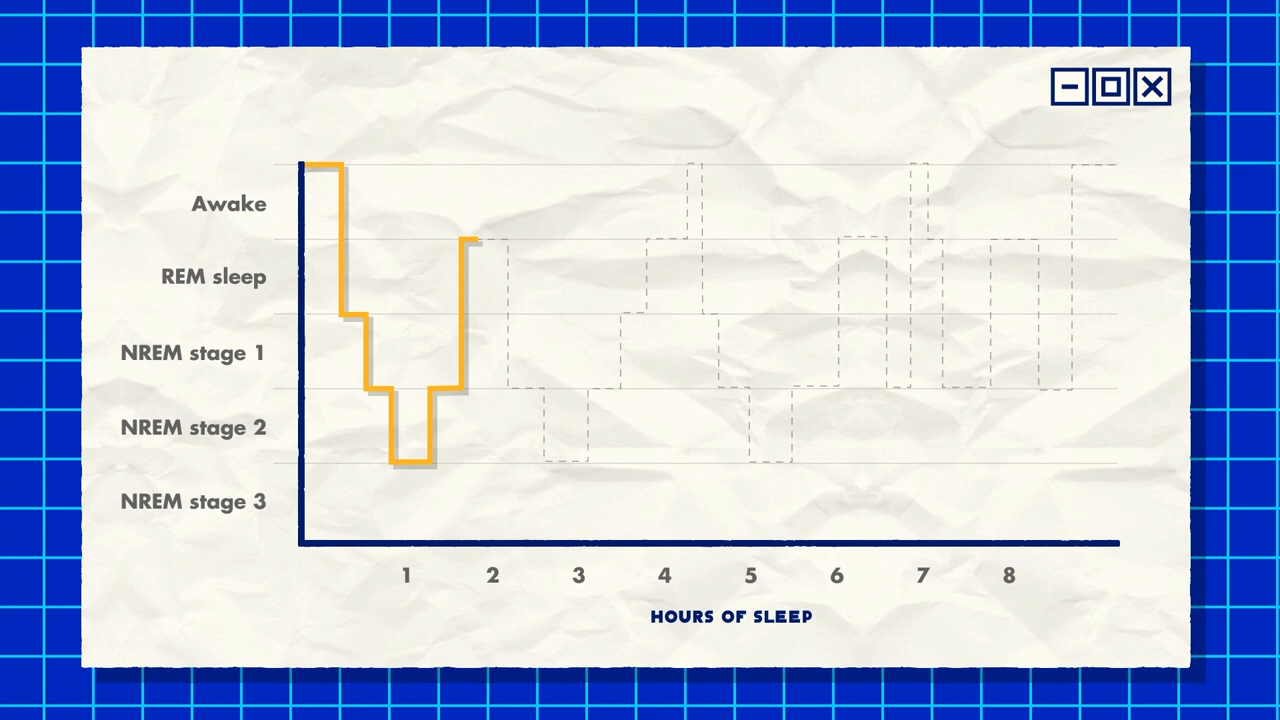 Awake
REM sleep
NREM stage 1
NREM stage 2
NREM stage 3
1 2 3 4 5 6 7 8
HOURS OF SLEEP